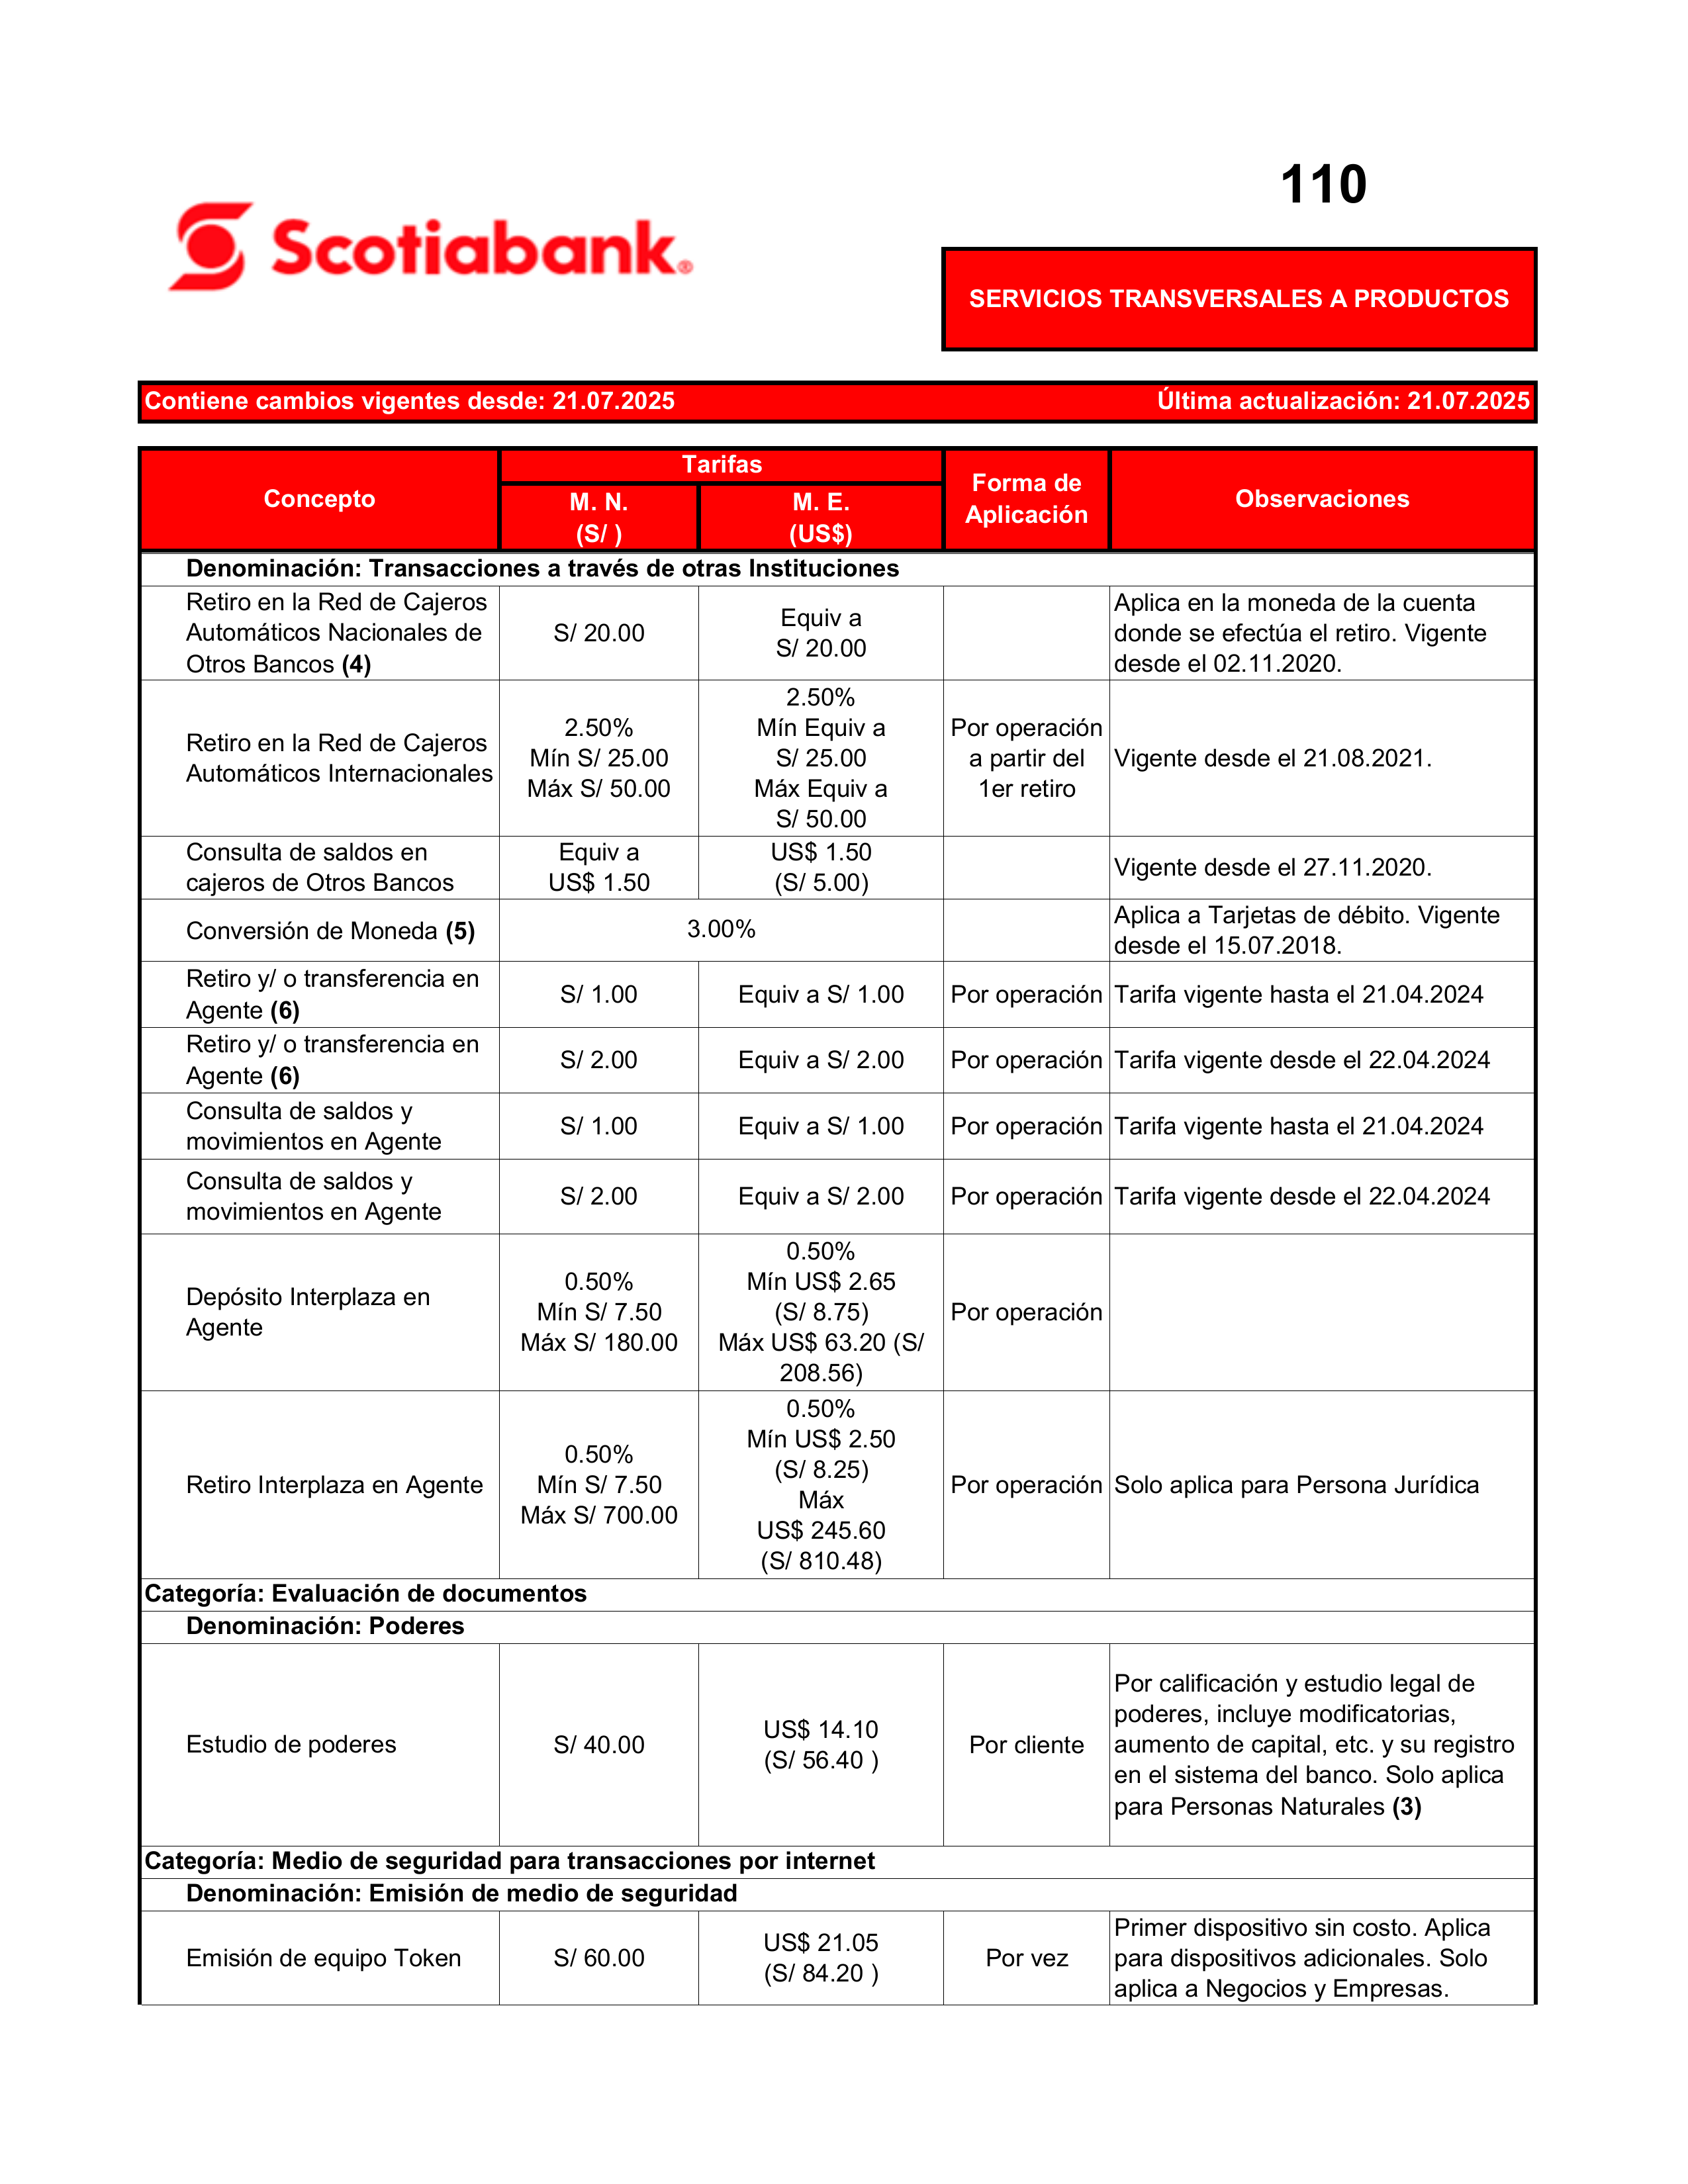 110
Scotiabank®
SERVICIOS TRANSVERSALES A PRODUCTOS
Contiene cambios vigentes desde: 21.07.2025 Última actualización: 21.07.2025
Concepto
Tarifas
M. N.
(S/ )
M. E.
(US$)
Forma de
Aplicación
Observaciones
Denominación: Transacciones a través de otras Instituciones
Retiro en la Red de Cajeros
Automáticos Nacionales de
Otros Bancos (4)
S/ 20.00
Equiv a
S/ 20.00
Aplica en la moneda de la cuenta
donde se efectúa el retiro. Vigente
desde el 02.11.2020.
Retiro en la Red de Cajeros
Automáticos Internacionales
2.50%
Mín S/ 25.00
Máx S/ 50.00
2.50%
Mín Equiv a
S/ 25.00
Máx Equiv a
S/ 50.00
Por operación
a partir del
1er retiro
Vigente desde el 21.08.2021.
Consulta de saldos en
cajeros de Otros Bancos
Equiv a
US$ 1.50
US$ 1.50
(S/ 5.00)
Vigente desde el 27.11.2020.
Conversión de Moneda (5)
3.00%
Aplica a Tarjetas de débito. Vigente
desde el 15.07.2018.
Retiro y/ o transferencia en
Agente (6)
S/ 1.00
Equiv a S/ 1.00
Por operación
Tarifa vigente hasta el 21.04.2024
Retiro y/ o transferencia en
Agente (6)
S/ 2.00
Equiv a S/ 2.00
Por operación
Tarifa vigente desde el 22.04.2024
Consulta de saldos y
movimientos en Agente
S/ 1.00
Equiv a S/ 1.00
Por operación
Tarifa vigente hasta el 21.04.2024
Consulta de saldos y
movimientos en Agente
S/ 2.00
Equiv a S/ 2.00
Por operación
Tarifa vigente desde el 22.04.2024
Depósito Interplaza en
Agente
0.50%
Mín S/ 7.50
Máx S/ 180.00
0.50%
Mín US$ 2.65
(S/ 8.75)
Máx US$ 63.20 (S/
208.56)
Por operación
Retiro Interplaza en Agente
0.50%
Mín S/ 7.50
Máx S/ 700.00
0.50%
Mín US$ 2.50
(S/ 8.25)
Máx
US$ 245.60
(S/ 810.48)
Por operación
Solo aplica para Persona Jurídica
Categoría: Evaluación de documentos
Denominación: Poderes
Estudio de poderes
S/ 40.00
US$ 14.10
(S/ 56.40 )
Por cliente
Por calificación y estudio legal de
poderes, incluye modificatorias,
aumento de capital, etc. y su registro
en el sistema del banco. Solo aplica
para Personas Naturales (3)
Categoría: Medio de seguridad para transacciones por internet
Denominación: Emisión de medio de seguridad
Emisión de equipo Token
S/ 60.00
US$ 21.05
(S/ 84.20 )
Por vez
Primer dispositivo sin costo. Aplica
para dispositivos adicionales. Solo
aplica a Negocios y Empresas.